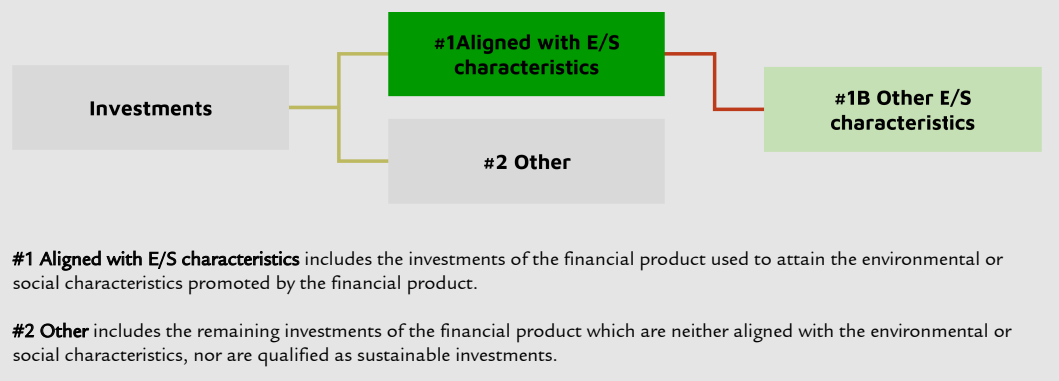 #1Aligned with E/S
characteristics
Investments
#1B Other E/S
characteristics
#2 Other
#1 Aligned with E/S characteristics includes the investments of the financial product used to attain the environmental or
social characteristics promoted by the financial product.
#2 Other includes the remaining investments of the financial product which are neither aligned with the environmental or
social characteristics, nor are qualified as sustainable investments.